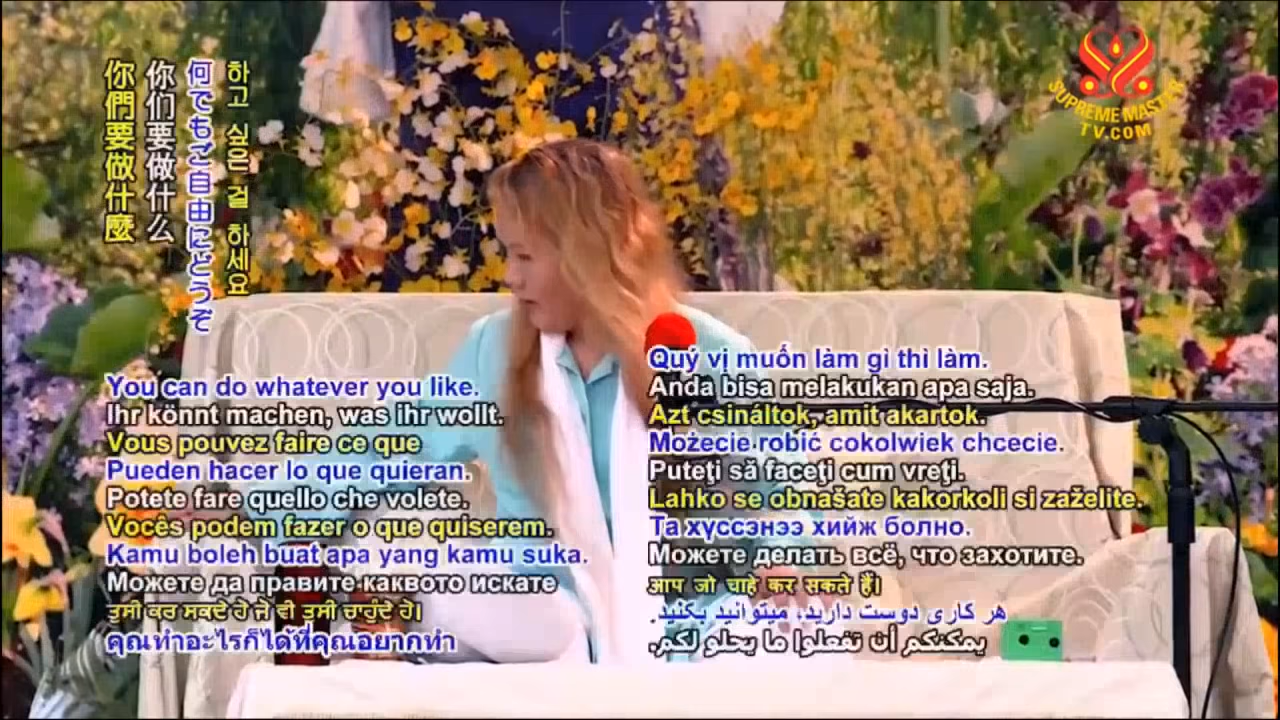 하고 싶은 걸 하세요
何でもご自由にどうぞ
你们要做什么
你們要做什麼
SUPREME MASTER
TV.COM
You can do whatever you like.
Ihr könnt machen, was ihr wollt.
Vous pouvez faire ce que
Pueden hacer lo que quieran.
Potete fare quello che volete.
Vocês podem fazer o que quiserem.
Kamu boleh buat apa yang kamu suka.
Можете да правите каквото искате
ਤੁਸੀ ਕਰ ਸਕਦੇ ਹੋ ਜੋ ਵੀ ਤੁਸੀ ਚਾਹੁੰਦੇ ਹੋ।
คุณทำอะไรก็ได้ที่คุณอยากทำ
Quý vị muốn làm gì thì làm.
Anda bisa melakukan apa saja.
Azt csináltok, amit akartok.
Możecie robić cokolwiek chcecie.
Puteţi să faceţi cum vreţi.
Lahko se obnašate kakorkoli si zaželite.
Та хүссэнээ хийж болно.
Можете делать всё, что захотите.
आप जो चाहे कर सकते हैं।
هر کاری دوست دارید، میتوانید بکنید.
يمكنكم أن تفعلوا ما يحلو لكم.